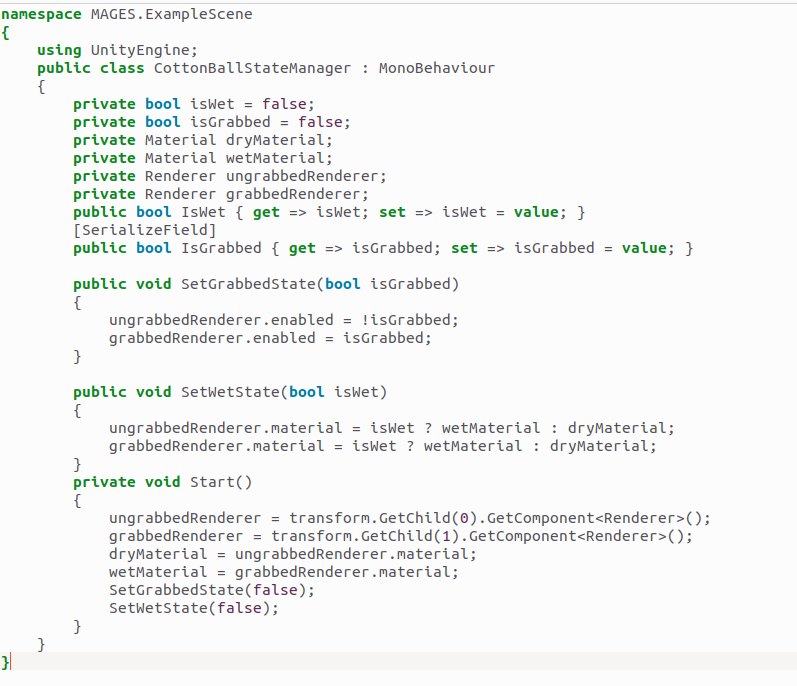 namespace MAGES.ExampleScene
{
    using UnityEngine;
    public class CottonBallStateManager : MonoBehaviour
    {
        private bool isWet = false;
        private bool isGrabbed = false;
        private Material dryMaterial;
        private Material wetMaterial;
        private Renderer ungrabbedRenderer;
        private Renderer grabbedRenderer;
        public bool IsWet { get => isWet; set => isWet = value; }
        [SerializeField]
        public bool IsGrabbed { get => isGrabbed; set => isGrabbed = value; }

        public void SetGrabbedState(bool isGrabbed)
        {
            ungrabbedRenderer.enabled = !isGrabbed;
            grabbedRenderer.enabled = isGrabbed;
        }

        public void SetWetState(bool isWet)
        {
            ungrabbedRenderer.material = isWet ? wetMaterial : dryMaterial;
            grabbedRenderer.material = isWet ? wetMaterial : dryMaterial;
        }
        private void Start()
        {
            ungrabbedRenderer = transform.GetChild(0).GetComponent<Renderer>();
            grabbedRenderer = transform.GetChild(1).GetComponent<Renderer>();
            dryMaterial = ungrabbedRenderer.material;
            wetMaterial = grabbedRenderer.material;
            SetGrabbedState(false);
            SetWetState(false);
        }
    }
}